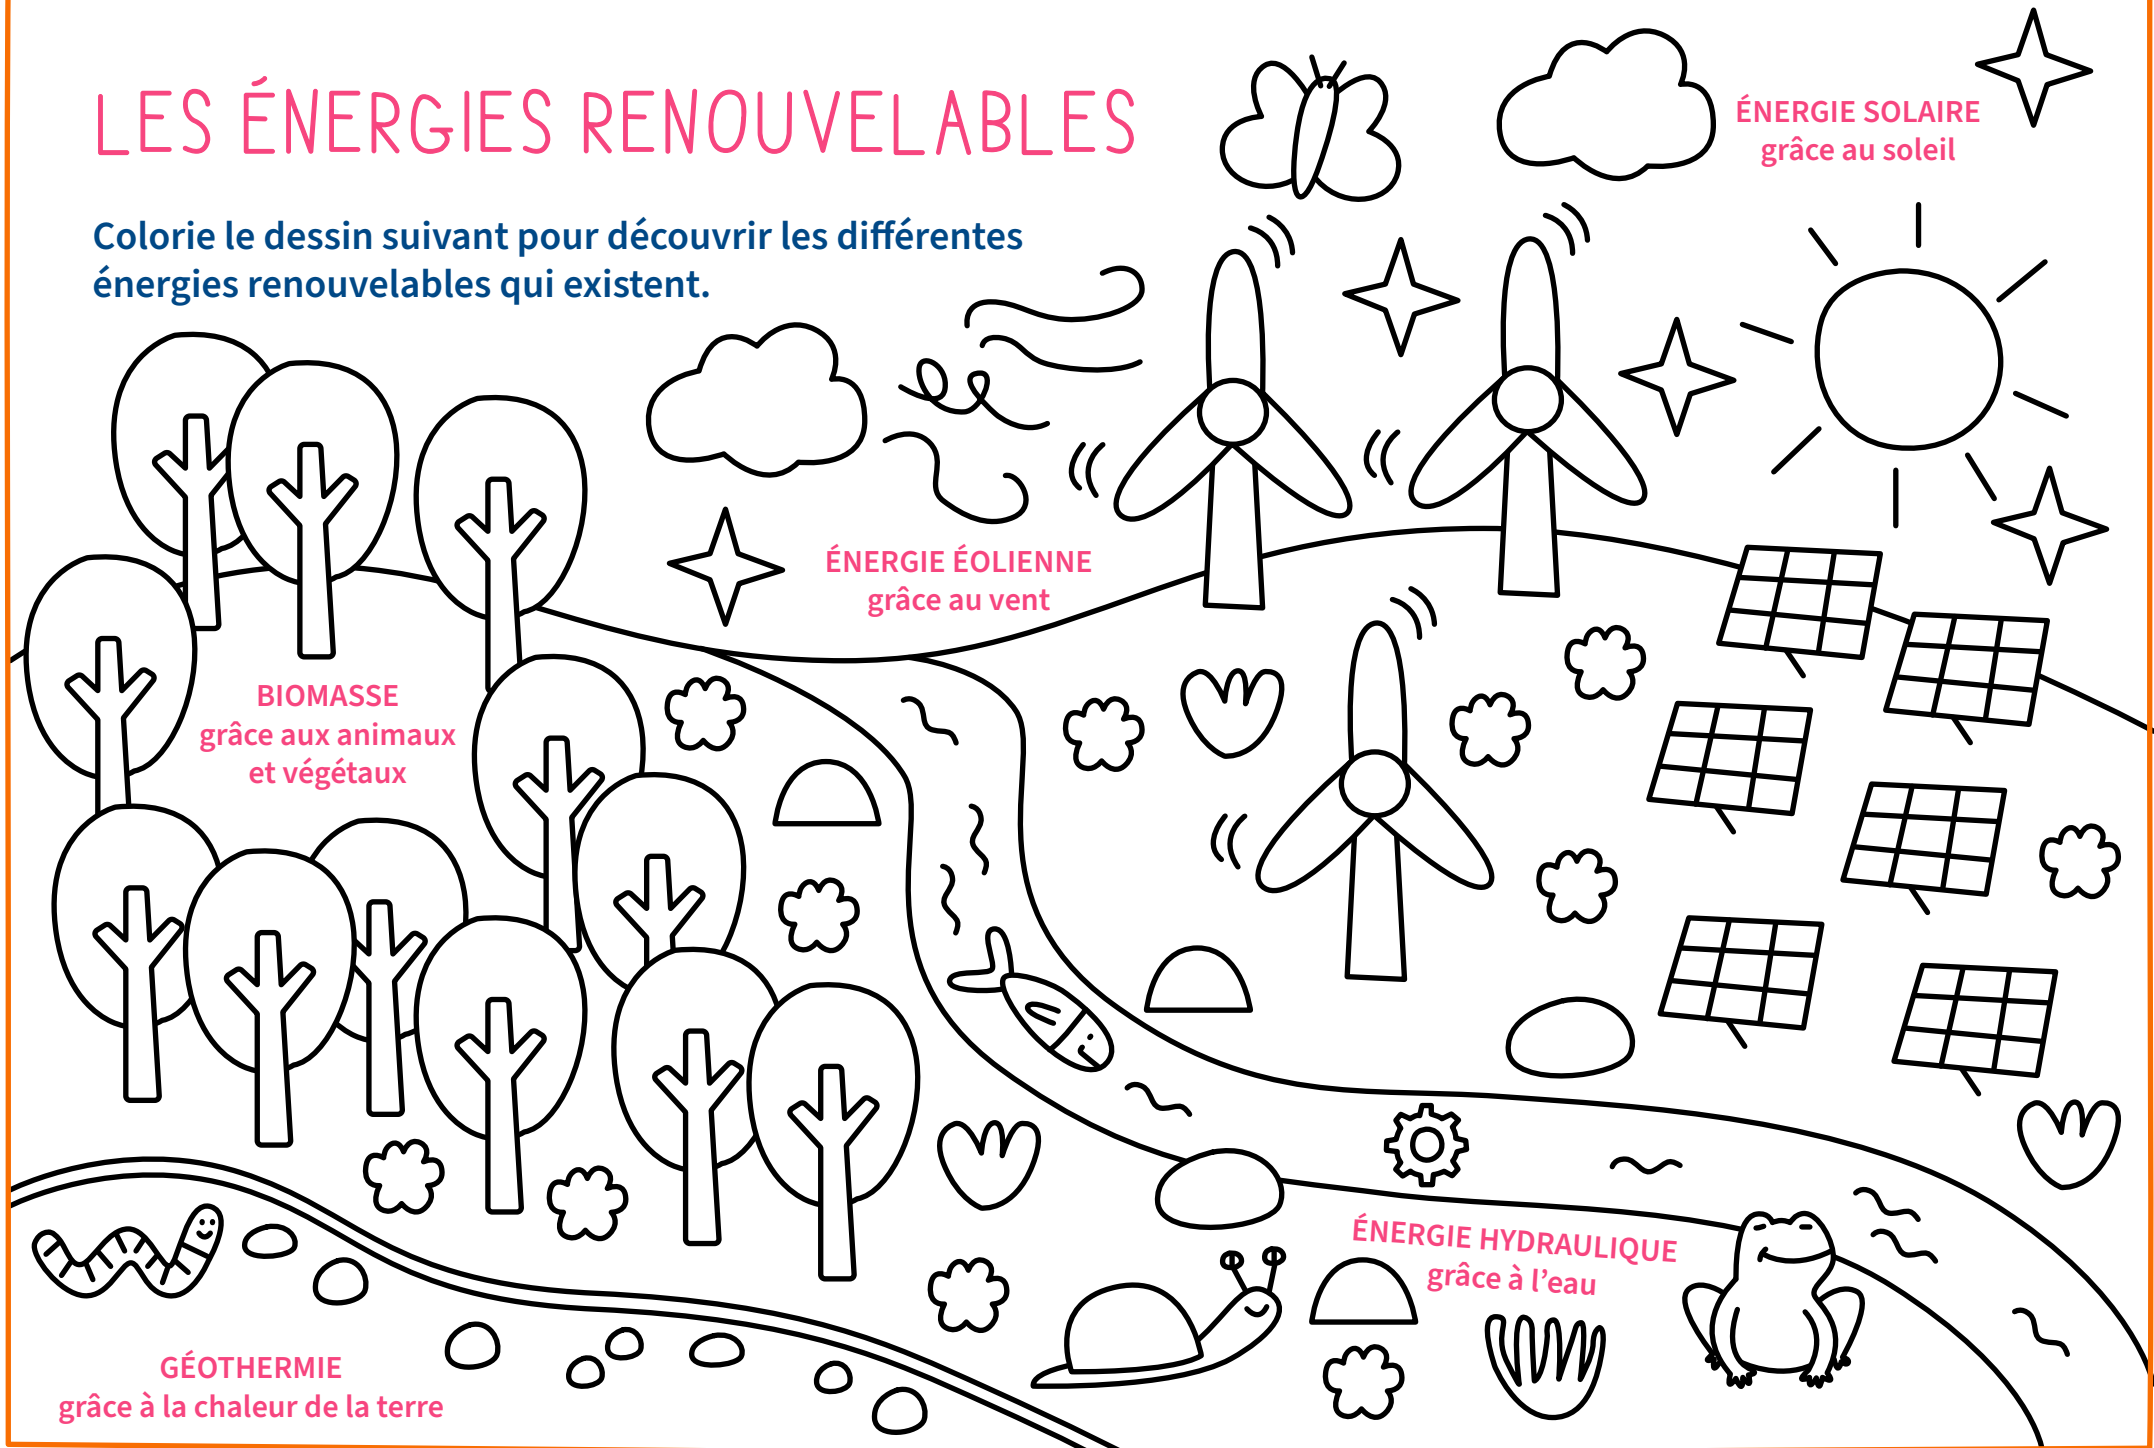 LES ÉNERGIES RENOUVELABLES
Colorie le dessin suivant pour découvrir les différentes
énergies renouvelables qui existent.
ÉNERGIE SOLAIRE
grâce au soleil
ÉNERGIE ÉOLIENNE
grâce au vent
BIOMASSE
grâce aux animaux
et végétaux
ÉNERGIE HYDRAULIQUE
grâce à l’eau
GÉOTHERMIE
grâce à la chaleur de la terre